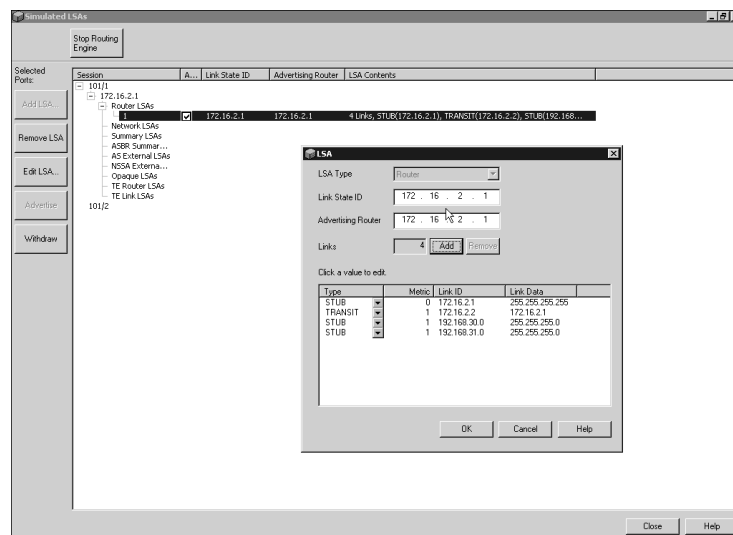 Simulated LSAs
Stop Routing
Engine
Selected
Ports:
Add LSA...
Remove LSA
Edit LSA...
Advertise
Withdraw
Session A... Link State ID Advertising Router LSA Contents
101/1
172.16.2.1
Router LSAs
1 172.16.2.1 172.16.2.1 4 Links, STUB(172.16.2.1), TRANSIT(172.16.2.2), STUB(192.168...
Network LSAs
Summary LSAs
ASBR Summar...
AS External LSAs
NSSA Externa...
Opaque LSAs
TE Router LSAs
TE Link LSAs
101/2
LSA
LSA Type Router
Link State ID 172 . 16 . 2 . 1
Advertising Router 172 . 16 . 2 . 1
Links 4 Add Remove
Click a value to edit.
Type Metric Link ID Link Data
STUB 0 172.16.2.1 255.255.255.255
TRANSIT 1 172.16.2.2 172.16.2.1
STUB 1 192.168.30.0 255.255.255.0
STUB 1 192.168.31.0 255.255.255.0
OK Cancel Help
Close Help